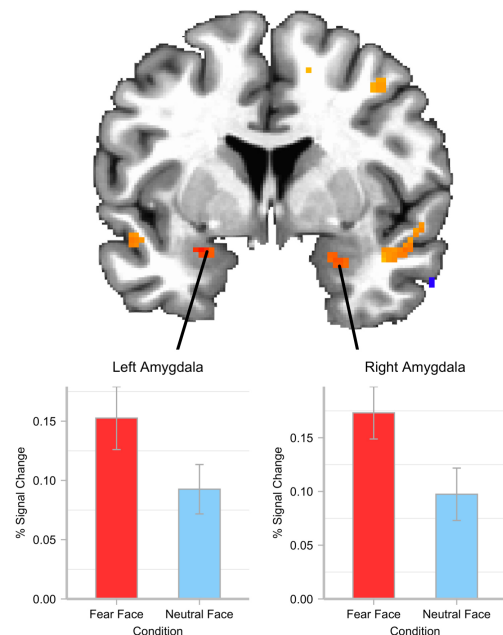 Left Amygdala
Right Amygdala
% Signal Change
0.15
0.10
0.05
0.00
Fear Face
Neutral Face
Condition
% Signal Change
0.15
0.10
0.05
0.00
Fear Face
Neutral Face
Condition